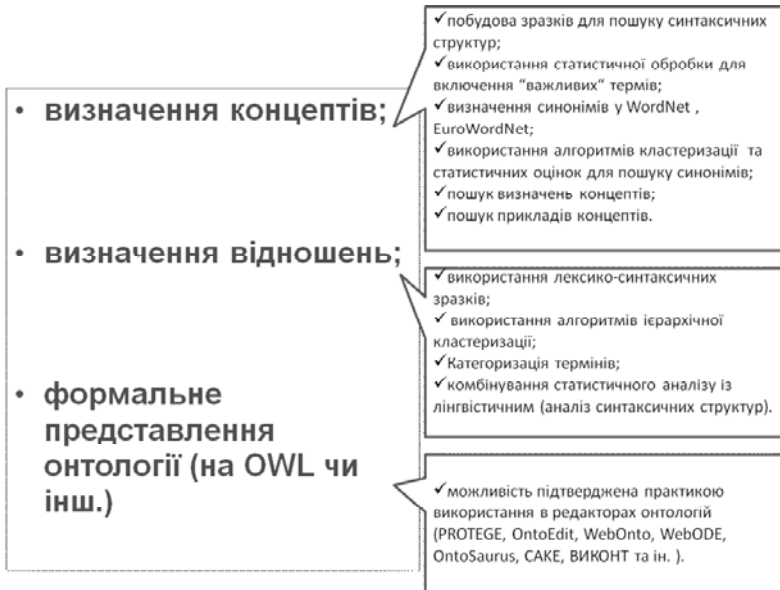 • визначення концептів;
✓побудова зразків для пошуку синтаксичних
структур;
✓використання статистичної обробки для
включення “важливих“ термів;
✓визначення синонімів у WordNet ,
EuroWordNet;
✓використання алгоритмів кластеризації та
статистичних оцінок для пошуку синонімів;
✓пошук визначень концептів;
✓пошук прикладів концептів.
• визначення відношень;
✓використання лексико-синтаксичних
зразків;
✓ використання алгоритмів ієрархічної
кластеризації;
✓Категоризація термінів;
✓комбінування статистичного аналізу із
лінгвістичним (аналіз синтаксичних структур).
• формальне
представлення
онтології (на OWL чи
інш.)
✓можливість підтверджена практикою
використання в редакторах онтологій
(PROTEGE, OntoEdit, WebOnto, WebODE,
OntoSaurus, CAKE, ВИКОНТ та ін. ).